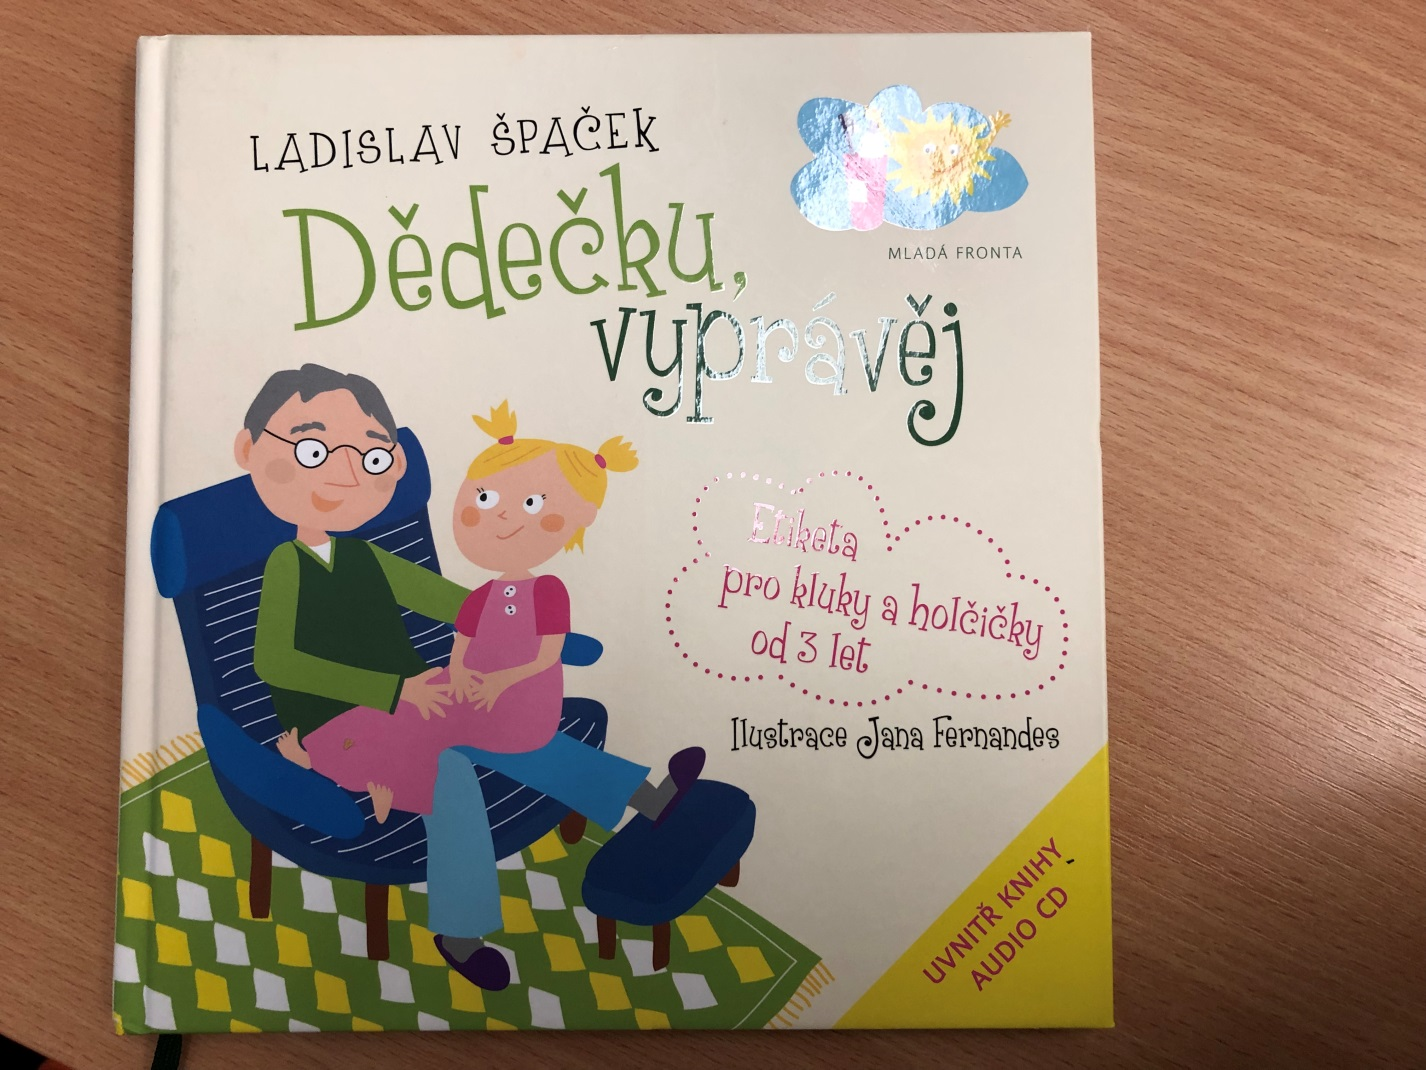 LADISLAV ŠPAČEK
Dědečku,
vyprávěj
MLADÁ FRONTA
Etiketa
pro kluky a holčičky
od 3 let
Ilustrace Jana Fernandes
UVNITŘ KNIHY
AUDIO CD